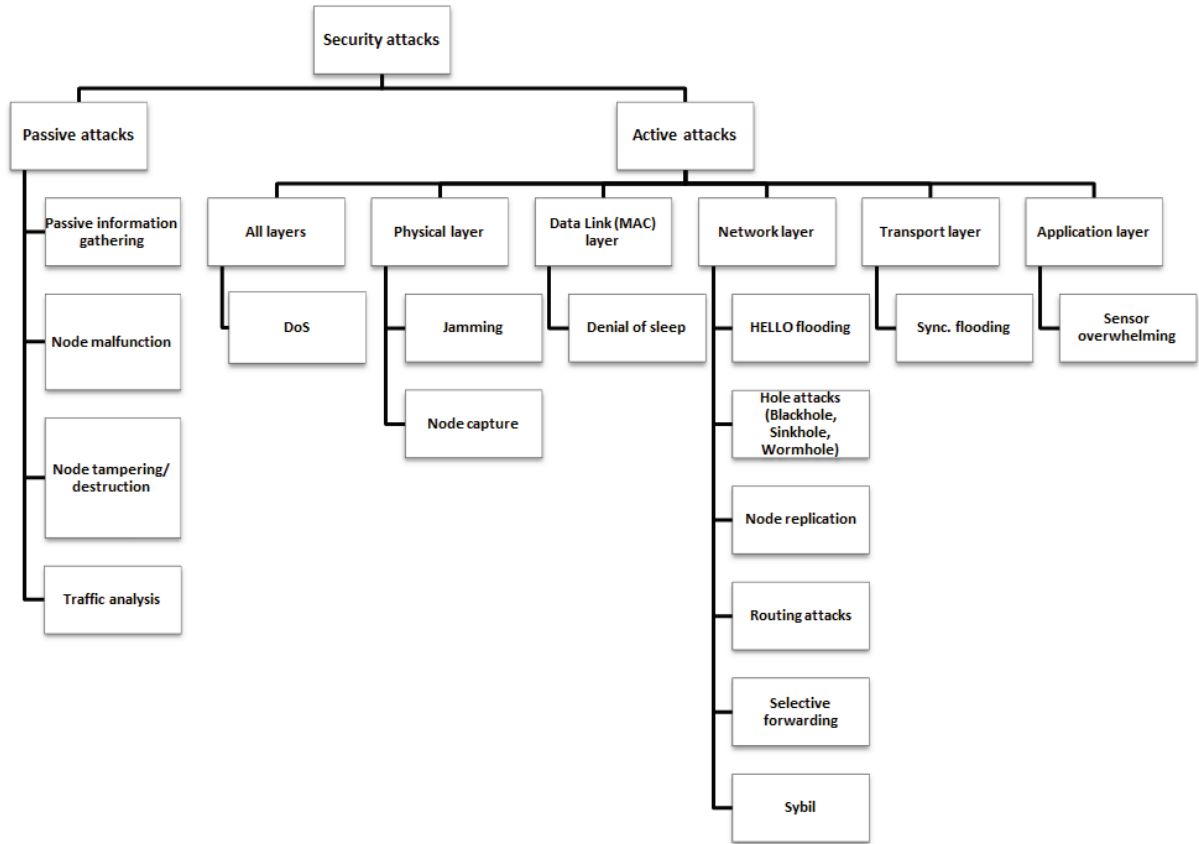 Security attacks
Passive attacks
Active attacks
Passive information
gathering
Node malfunction
Node tampering/
destruction
Traffic analysis
All layers
DoS
Physical layer
Jamming
Node capture
Data Link (MAC)
layer
Denial of sleep
Network layer
HELLO flooding
Hole attacks
(Blackhole,
Sinkhole,
Wormhole)
Node replication
Routing attacks
Selective
forwarding
Sybil
Transport layer
Sync. flooding
Application layer
Sensor
overwhelming